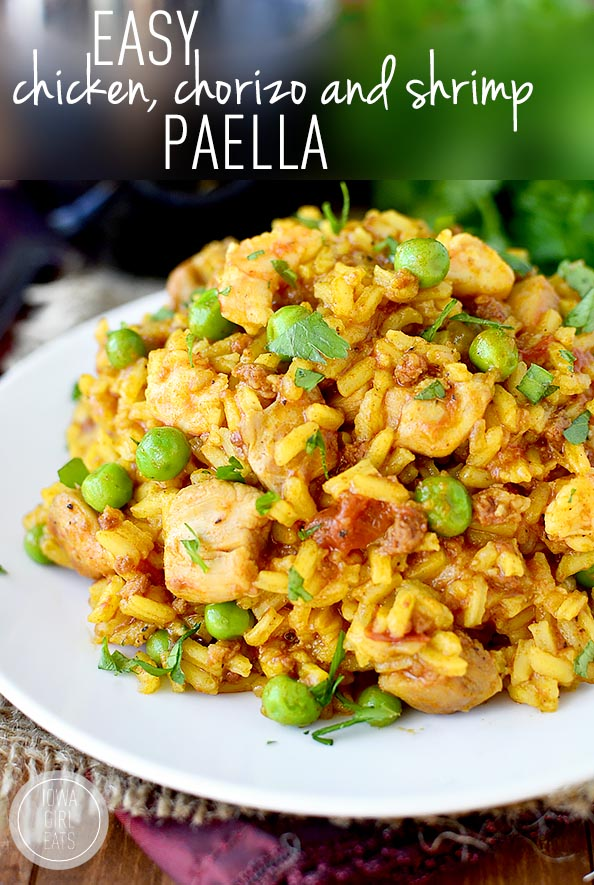 EASY
chicken, chorizo and shrimp
PAELLA
IOWA
GIRL
EATS